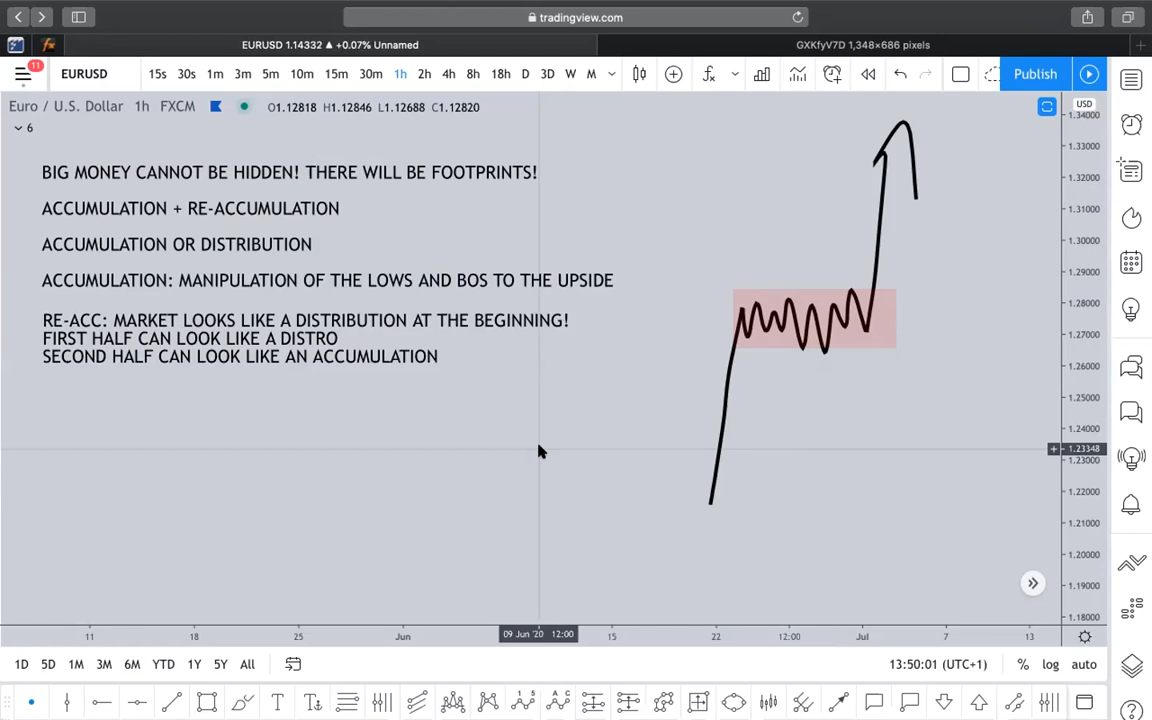 tradingview.com
EURUSD 1.14332 ▲ +0.07% Unnamed
GXKfyV7D 1,348×686 pixels
11
EURUSD 15s 30s 1m 3m 5m 10m 15m 30m 1h 2h 4h 8h 18h D 3D W M
Publish
Euro / U.S. Dollar 1h FXCM O1.12818 H1.12846 L1.12688 C1.12820
USD
6
BIG MONEY CANNOT BE HIDDEN! THERE WILL BE FOOTPRINTS!
ACCUMULATION + RE-ACCUMULATION
ACCUMULATION OR DISTRIBUTION
ACCUMULATION: MANIPULATION OF THE LOWS AND BOS TO THE UPSIDE
RE-ACC: MARKET LOOKS LIKE A DISTRIBUTION AT THE BEGINNING!
FIRST HALF CAN LOOK LIKE A DISTRO
SECOND HALF CAN LOOK LIKE AN ACCUMULATION
1.34000
1.33000
1.32000
1.31000
1.30000
1.29000
1.28000
1.27000
1.26000
1.25000
1.24000
1.23348
1.23000
1.22000
1.21000
1.20000
1.19000
1.18000
11 18 25 Jun 09 Jun '20 12:00 15 22 12:00 Jul 7 13
1D 5D 1M 3M 6M YTD 1Y 5Y All
13:50:01 (UTC+1) % log auto